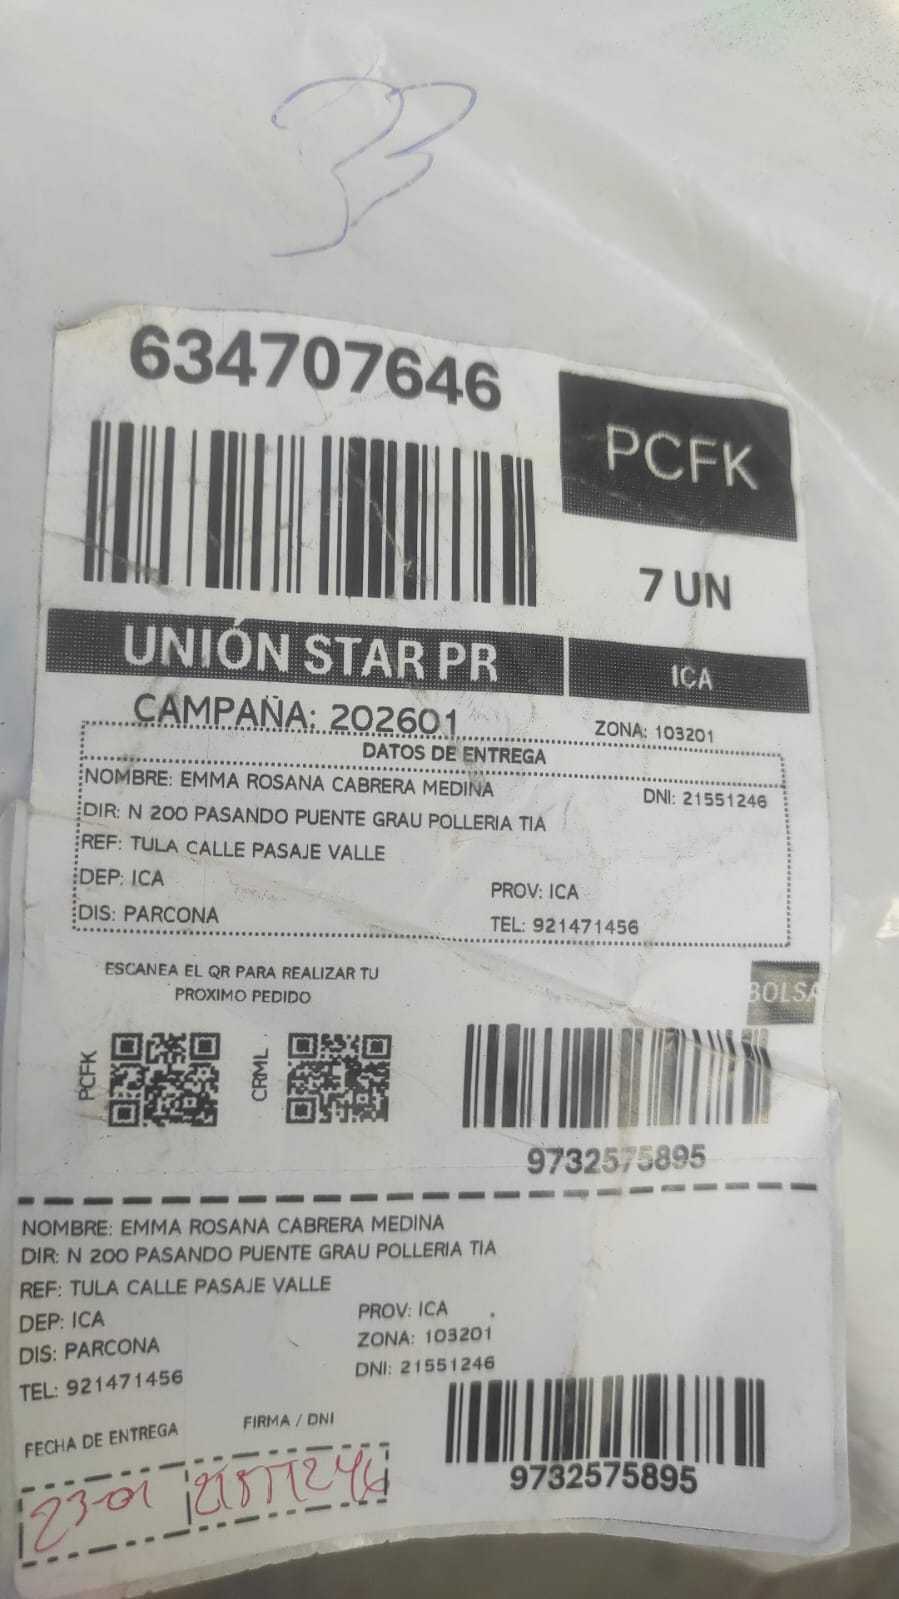 33
634707646
PCFK
7 UN
UNIÓN STAR PR
ICA
CAMPAÑA: 202601
ZONA: 103201
DATOS DE ENTREGA
NOMBRE: EMMA ROSANA CABRERA MEDINA
DNI: 21551246
DIR: N 200 PASANDO PUENTE GRAU POLLERIA TIA
REF: TULA CALLE PASAJE VALLE
DEP: ICA
PROV: ICA
DIS: PARCONA
TEL: 921471456
ESCANEA EL QR PARA REALIZAR TU
PROXIMO PEDIDO
BOLSA
PCFK
CRML
9732575895
NOMBRE: EMMA ROSANA CABRERA MEDINA
DIR: N 200 PASANDO PUENTE GRAU POLLERIA TIA
REF: TULA CALLE PASAJE VALLE
DEP: ICA
PROV: ICA
DIS: PARCONA
ZONA: 103201
TEL: 921471456
DNI: 21551246
FECHA DE ENTREGA
FIRMA / DNI
23-01
21551246
9732575895